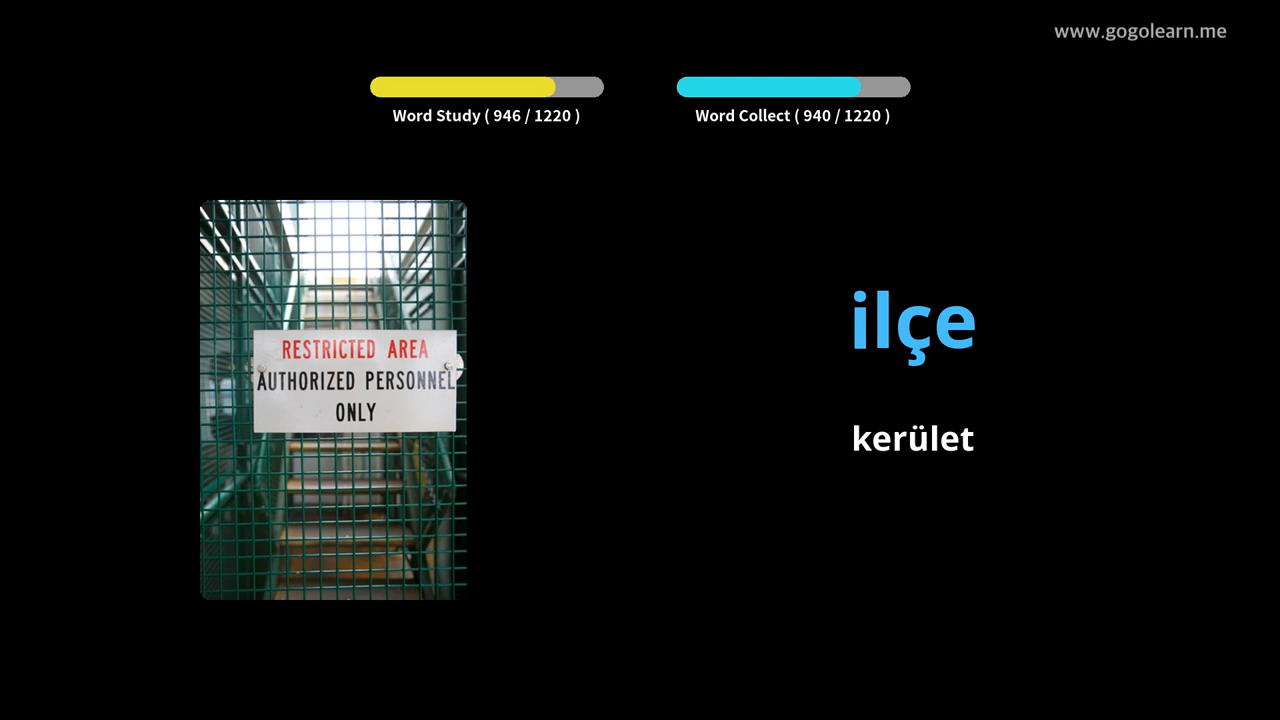 www.gogolearn.me
Word Study ( 946 / 1220 )
Word Collect ( 940 / 1220 )
RESTRICTED AREA
AUTHORIZED PERSONNEL
ONLY
ilçe
kerület